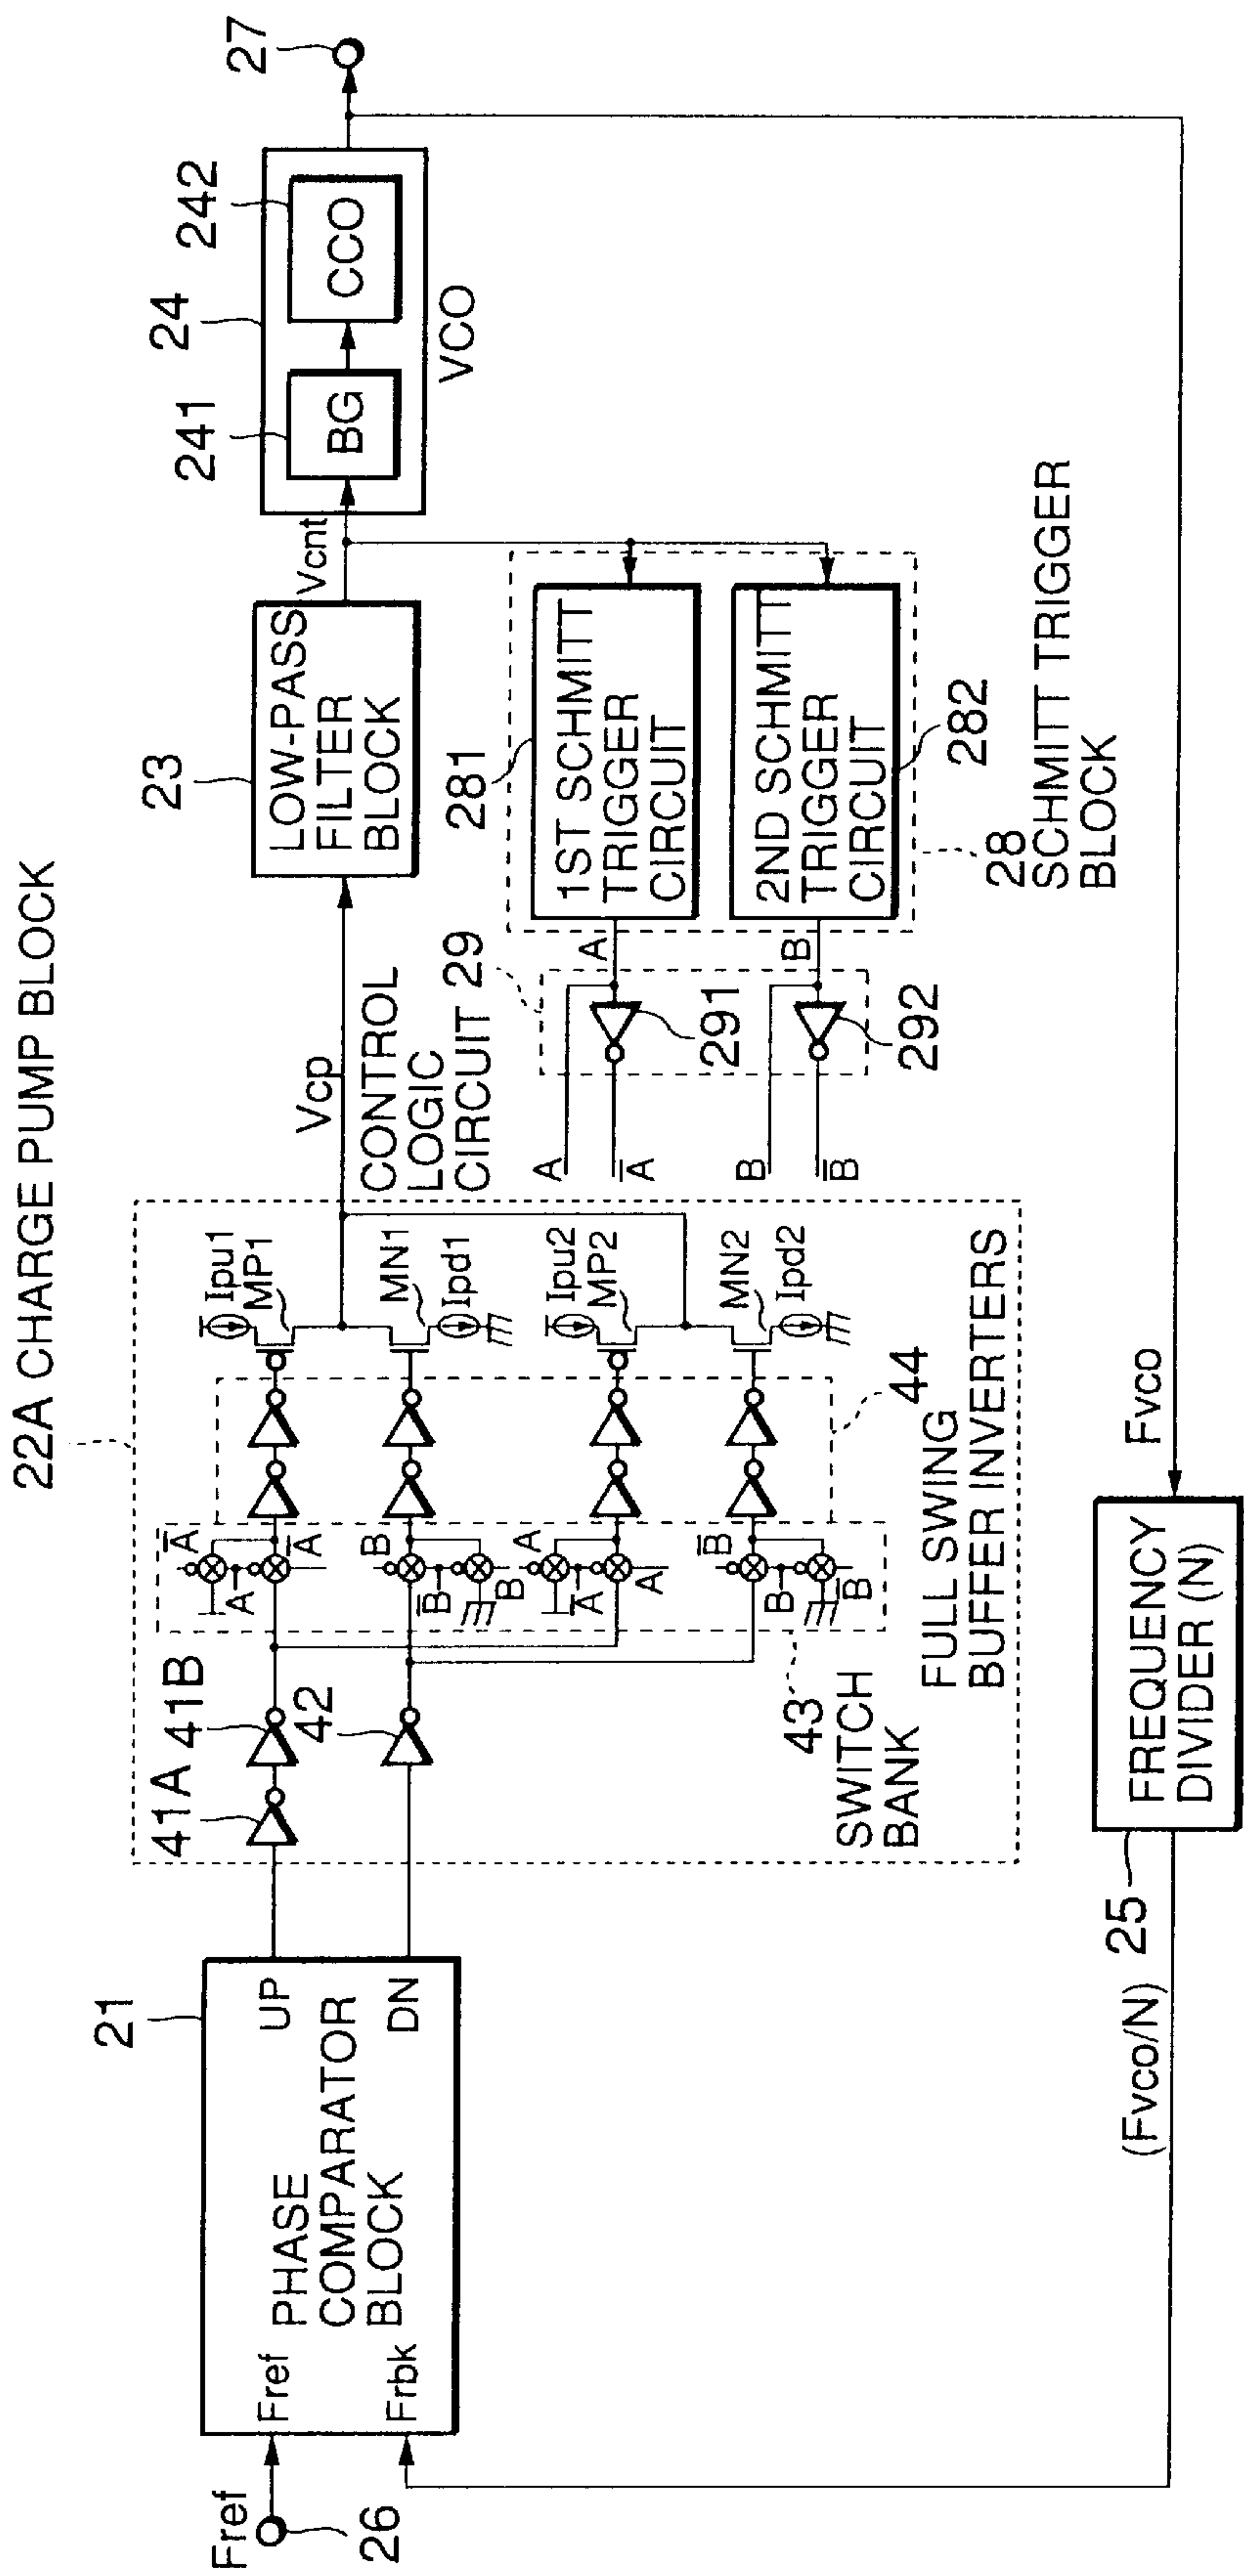 22A CHARGE PUMP BLOCK
Fref
26
Fref
Frbk
PHASE
COMPARATOR
BLOCK
UP
DN
21
41A
41B
42
A̅
A
A̅
B
B̅
B
A
A̅
A
B̅
B
B̅
43
SWITCH
BANK
44
FULL SWING
BUFFER INVERTERS
Ipu1
MP1
MN1
Ipd1
Ipu2
MP2
MN2
Ipd2
Vcp
CONTROL
LOGIC
CIRCUIT 29
A
A̅
B
B̅
291
292
A
B
23
LOW-PASS
FILTER
BLOCK
Vcnt
281
1ST SCHMITT
TRIGGER
CIRCUIT
2ND SCHMITT
TRIGGER
CIRCUIT
282
28
SCHMITT TRIGGER
BLOCK
241
BG
24
242
CCO
VCO
27
Fvco
FREQUENCY
DIVIDER (N)
25
(Fvco/N)